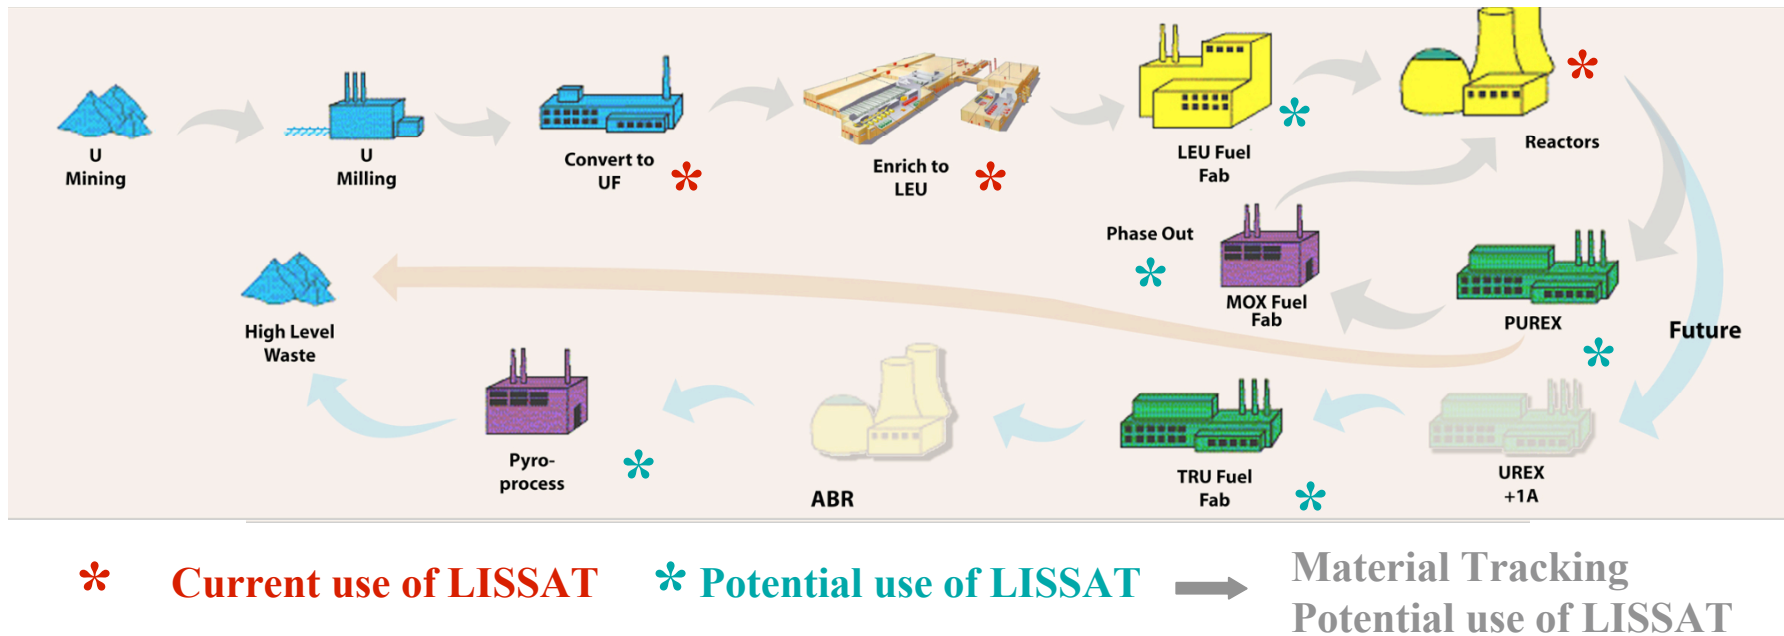 U
Mining
U
Milling
Convert to
UF
*
Enrich to
LEU
*
LEU Fuel
Fab
*
Reactors
*
Phase Out
*
MOX Fuel
Fab
PUREX
*
Future
High Level
Waste
Pyro-
process
*
ABR
TRU Fuel
Fab
*
UREX
+1A
* Current use of LISSAT
* Potential use of LISSAT
Material Tracking
Potential use of LISSAT